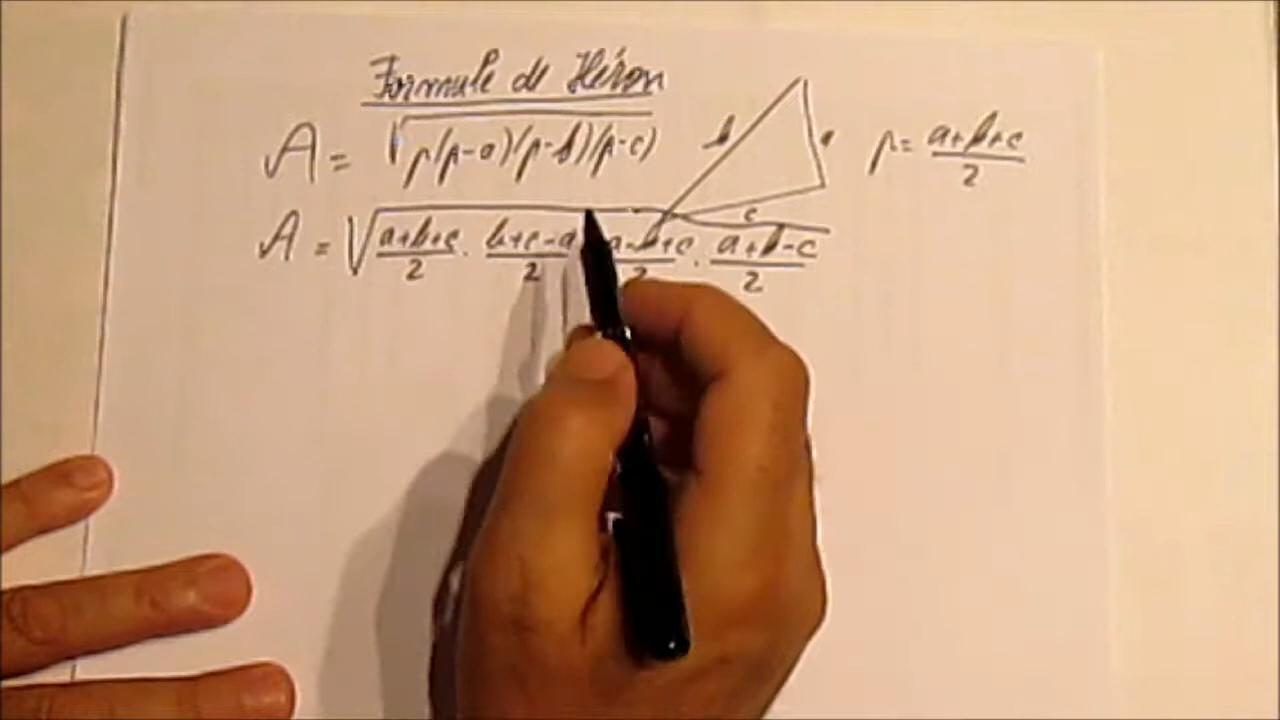 Formule de Héron
A = √p(p-a)(p-b)(p-c)
b a c
p = a+b+c/2
A = √a+b+c/2 · b+c-a/2 a-b+c/2 · a+b-c/2